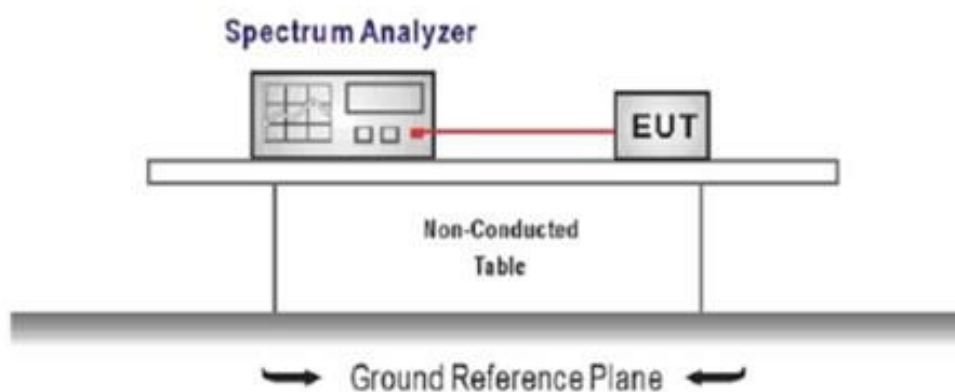 Spectrum Analyzer
EUT
Non-Conducted
Table
Ground Reference Plane